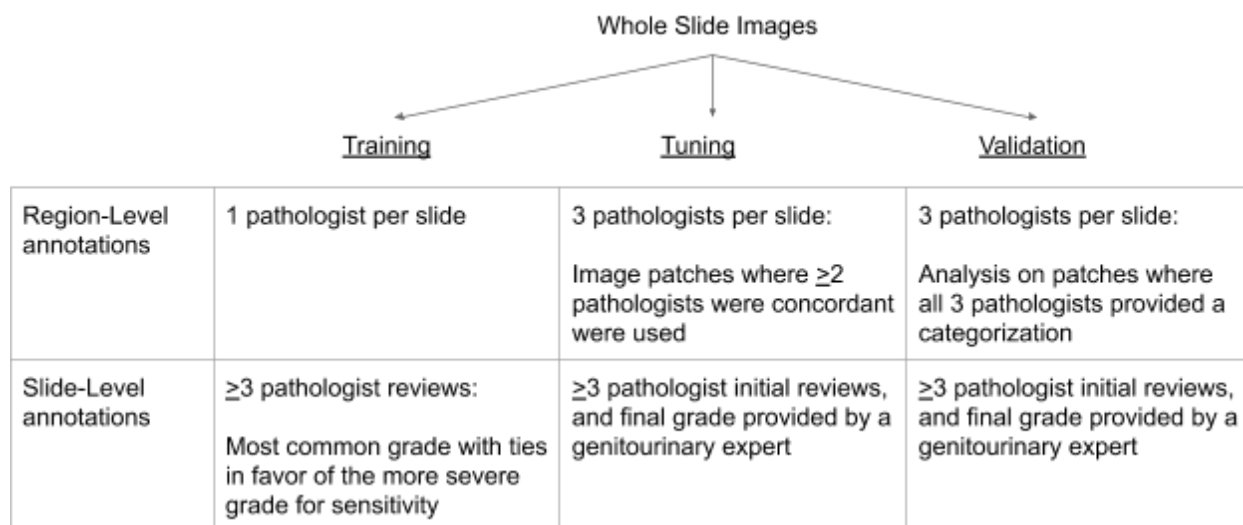 Whole Slide Images
Training
Tuning
Validation
Region-Level
annotations
1 pathologist per slide
3 pathologists per slide:
Image patches where ≥2
pathologists were concordant
were used
3 pathologists per slide:
Analysis on patches where
all 3 pathologists provided a
categorization
Slide-Level
annotations
≥3 pathologist reviews:
Most common grade with ties
in favor of the more severe
grade for sensitivity
≥3 pathologist initial reviews,
and final grade provided by a
genitourinary expert
≥3 pathologist initial reviews,
and final grade provided by a
genitourinary expert